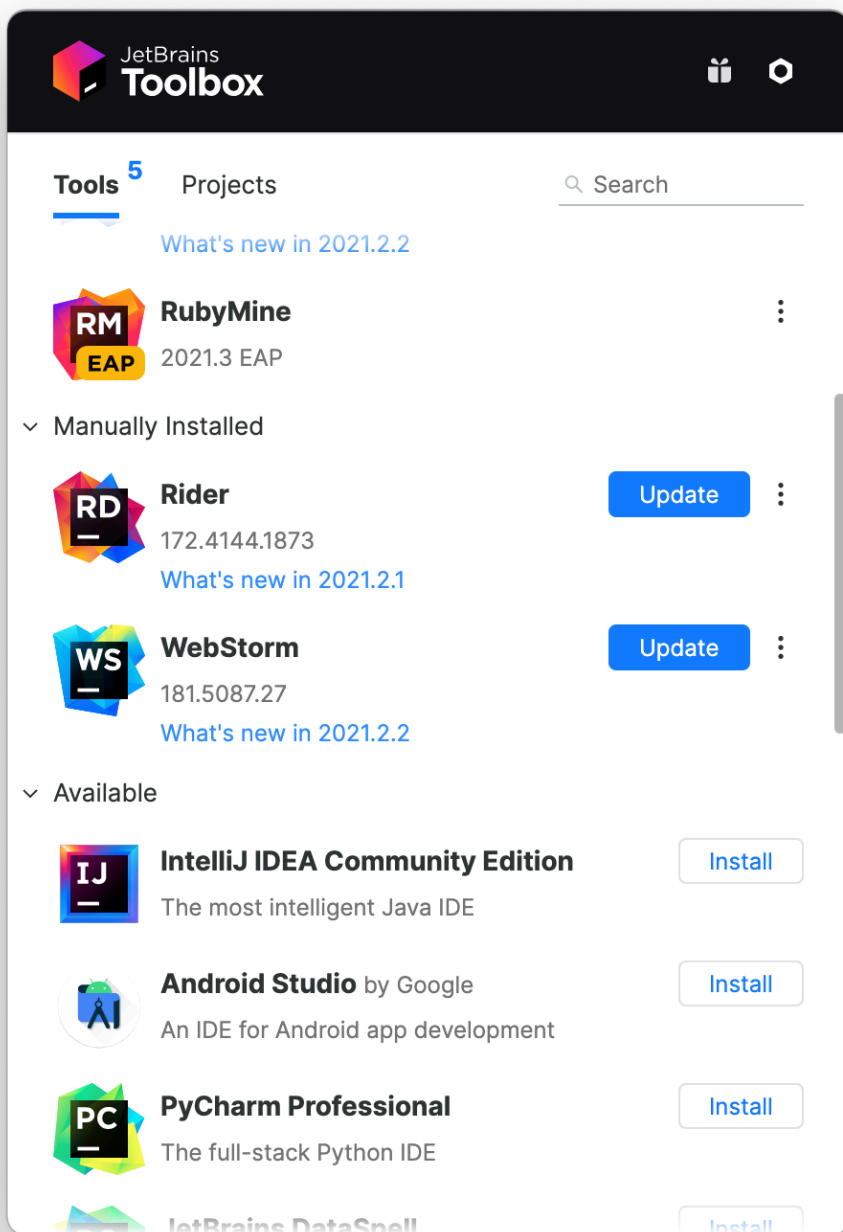 JetBrains
Toolbox
Tools 5 Projects Search
What's new in 2021.2.2
RM
EAP
RubyMine
2021.3 EAP
Manually Installed
RD
Rider
Update
172.4144.1873
What's new in 2021.2.1
WS
WebStorm
Update
181.5087.27
What's new in 2021.2.2
Available
IJ
IntelliJ IDEA Community Edition
Install
The most intelligent Java IDE
Android Studio by Google
Install
An IDE for Android app development
PC
PyCharm Professional
Install
The full-stack Python IDE
JetBrains DataSpell
Install